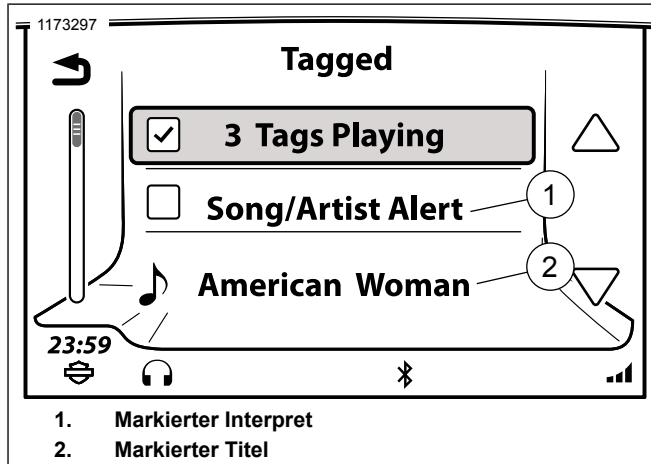 1173297
Tagged
3 Tags Playing
Song/Artist Alert
1
American Woman
2
23:59
1. Markierter Interpret
2. Markierter Titel